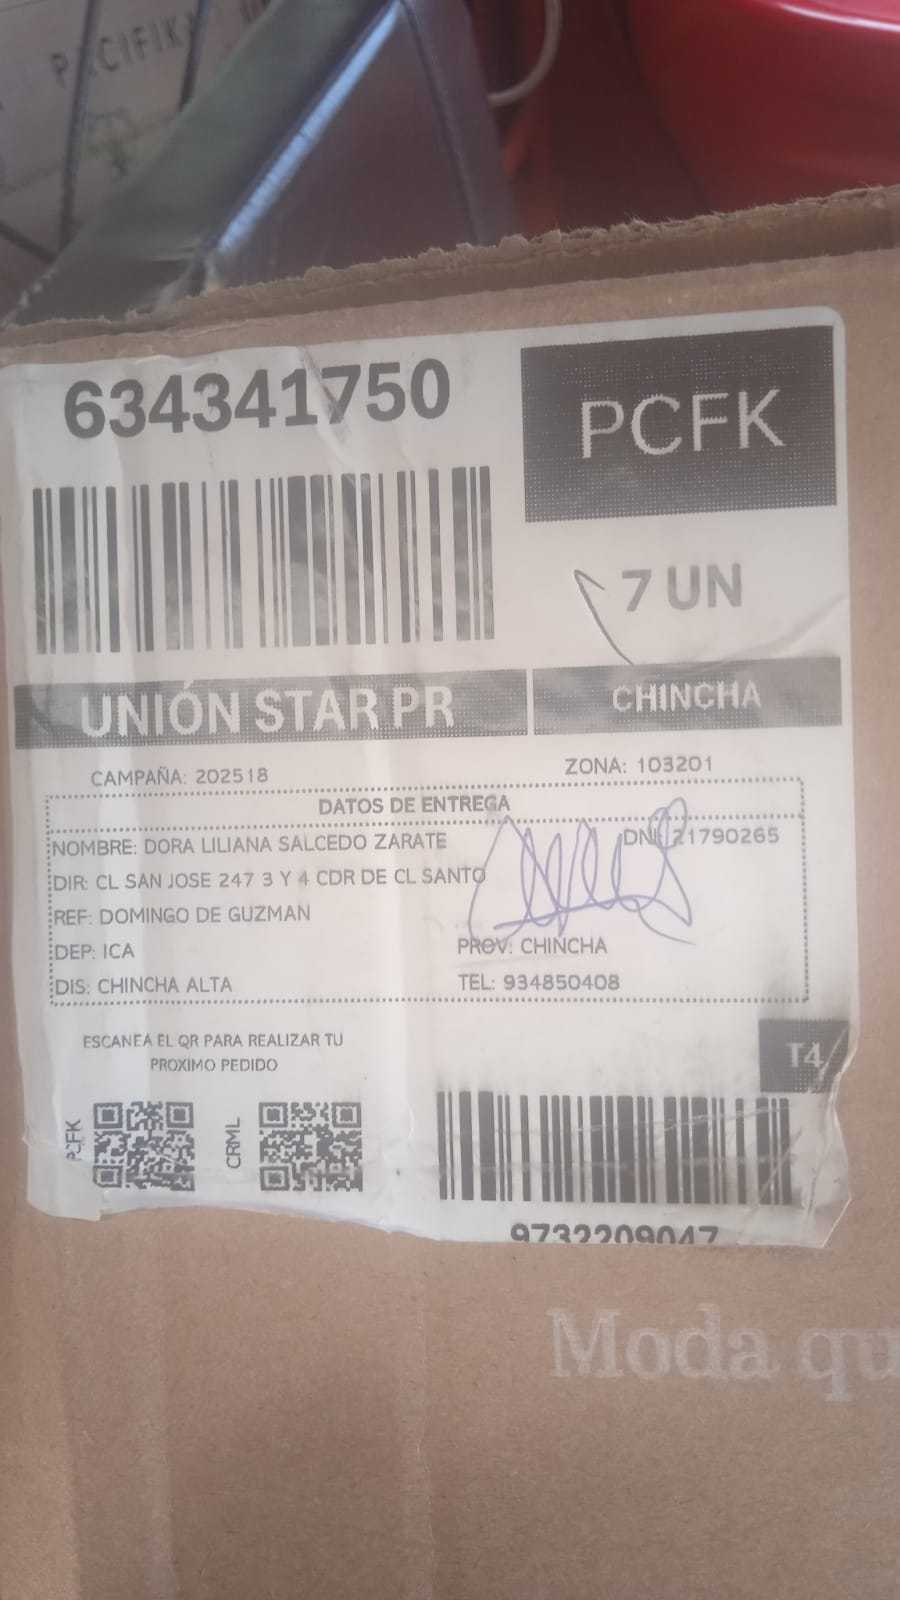 PACIFIK
634341750
PCFK
7 UN
UNIÓN STAR PR
CHINCHA
CAMPAÑA: 202518
ZONA: 103201
DATOS DE ENTREGA
NOMBRE: DORA LILIANA SALCEDO ZARATE
DNI: 21790265
DIR: CL SAN JOSE 247 3 Y 4 CDR DE CL SANTO
REF: DOMINGO DE GUZMAN
DEP: ICA
PROV: CHINCHA
DIS: CHINCHA ALTA
TEL: 934850408
ESCANEA EL QR PARA REALIZAR TU
PROXIMO PEDIDO
T4
PCFK
CRML
9732209047
Moda qu